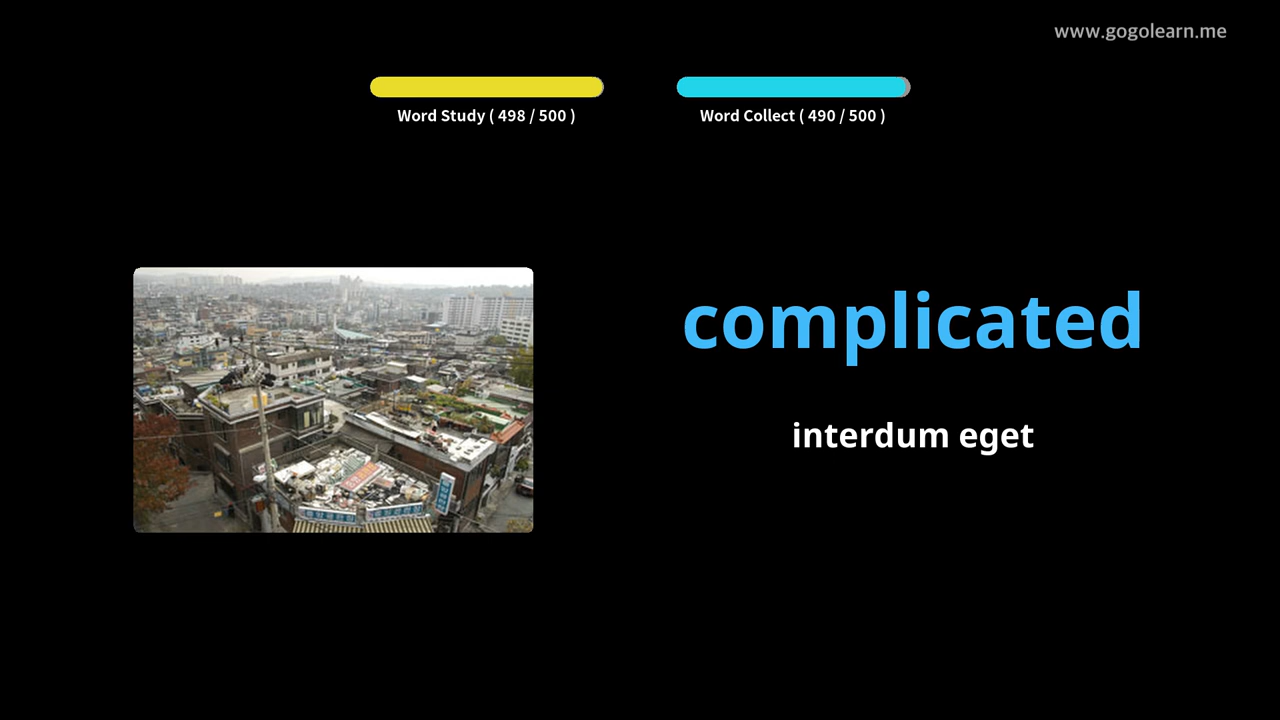 www.gogolearn.me
Word Study ( 498 / 500 )
Word Collect ( 490 / 500 )
complicated
interdum eget